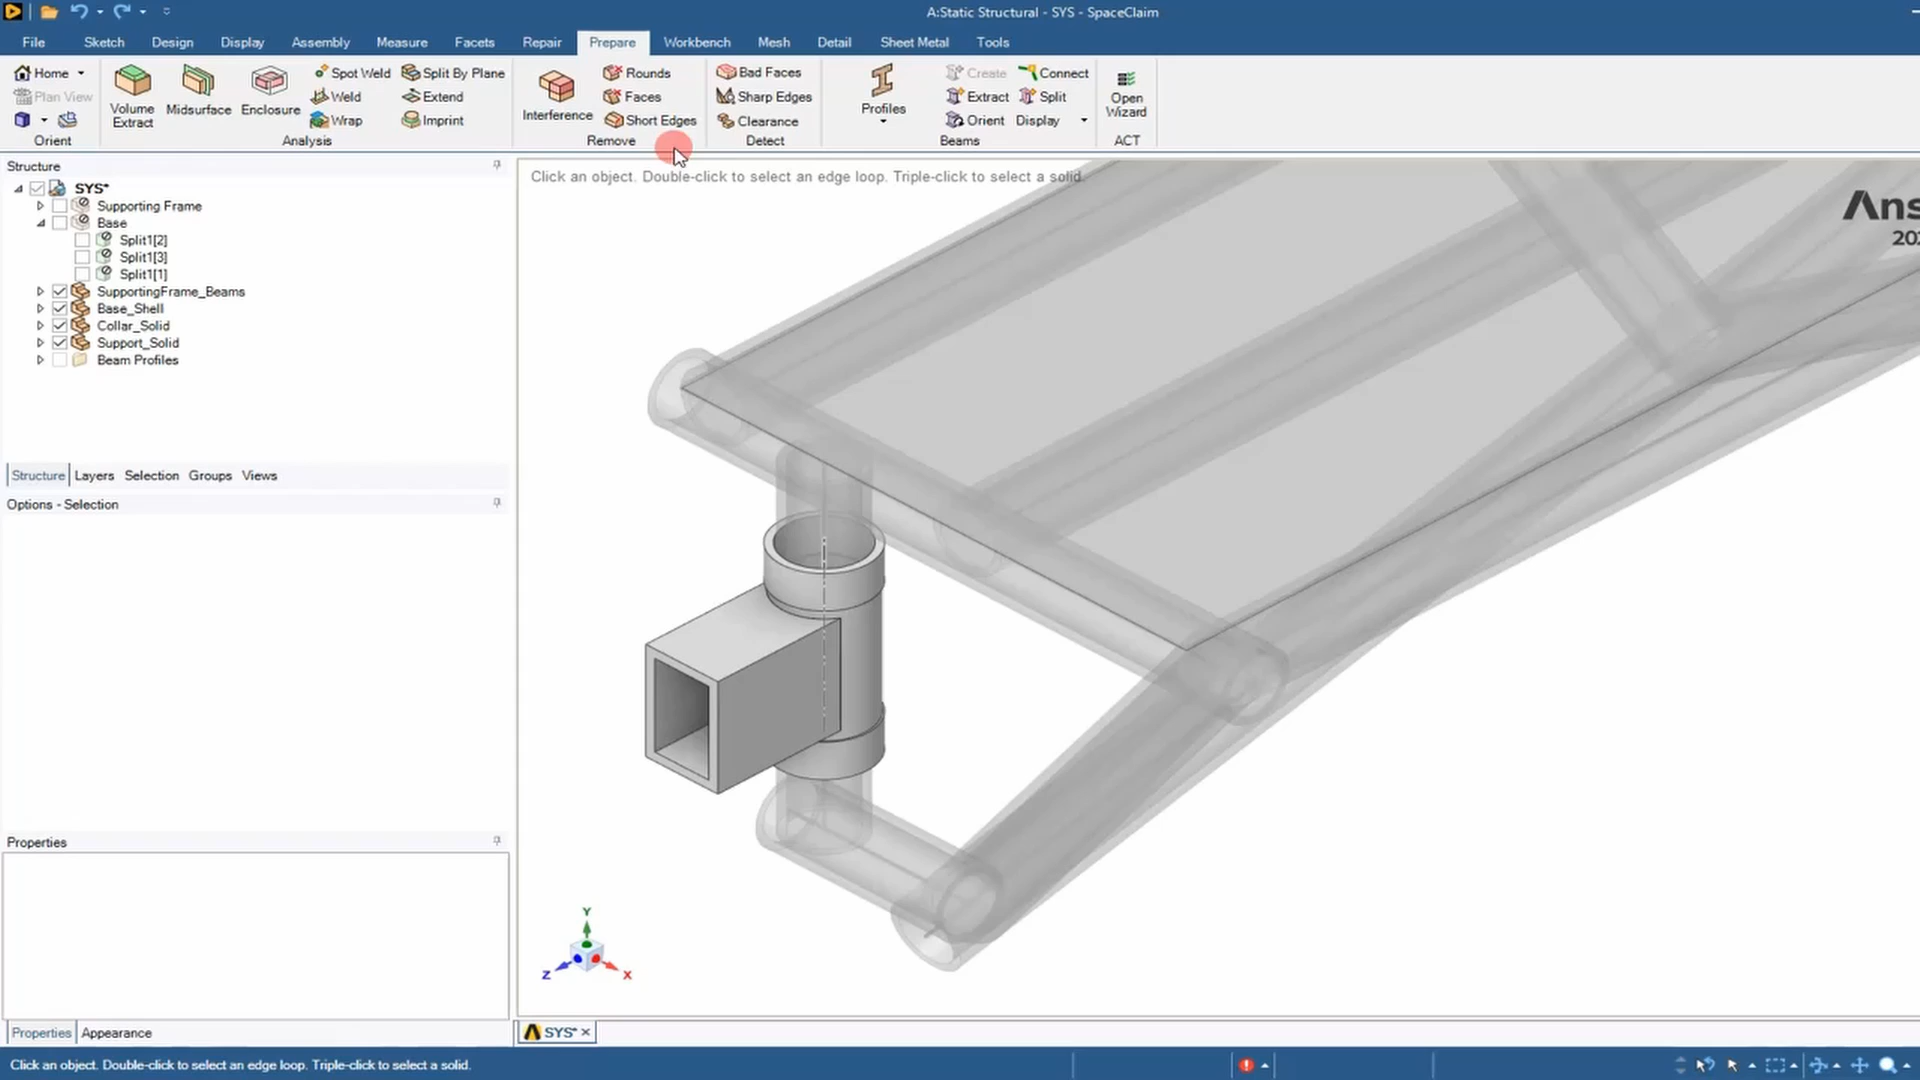 A:Static Structural - SYS - SpaceClaim
File Sketch Design Display Assembly Measure Facets Repair Prepare Workbench Mesh Detail Sheet Metal Tools
Home
Plan View
Orient
Volume Extract
Midsurface
Enclosure
Spot Weld
Weld
Wrap
Split By Plane
Extend
Imprint
Analysis
Interference
Rounds
Faces
Short Edges
Remove
Bad Faces
Sharp Edges
Clearance
Detect
Profiles
Create
Extract
Orient
Connect
Split
Display
Beams
Open Wizard
ACT
Structure
SYS*
Supporting Frame
Base
Split1[2]
Split1[3]
Split1[1]
SupportingFrame_Beams
Base_Shell
Collar_Solid
Support_Solid
Beam Profiles
Structure Layers Selection Groups Views
Options - Selection
Properties
Properties Appearance
Click an object. Double-click to select an edge loop. Triple-click to select a solid.
Ans
202
Y
Z
X
SYS*
Click an object. Double-click to select an edge loop. Triple-click to select a solid.